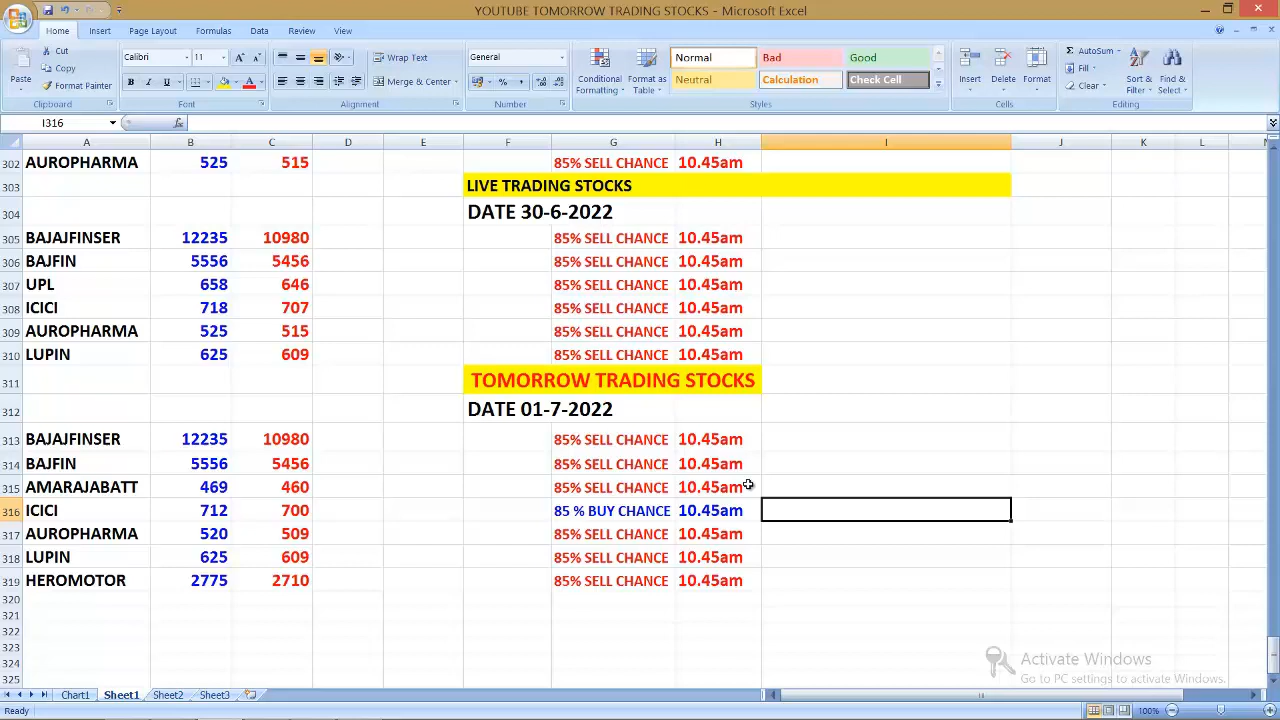 YOUTUBE TOMORROW TRADING STOCKS - Microsoft Excel
Home Insert Page Layout Formulas Data Review View
Paste
Cut
Copy
Format Painter
Clipboard
Calibri 11
B I U
Font
Wrap Text
Merge & Center
Alignment
General
% ,
Number
Conditional Formatting
Format as Table
Normal Bad Good
Neutral Calculation Check Cell
Styles
Insert Delete Format
Cells
AutoSum
Fill
Clear
Sort & Filter
Find & Select
Editing
I316 fx
A B C D E F G H I J K L
302 AUROPHARMA 525 515 85% SELL CHANCE 10.45am
303 LIVE TRADING STOCKS
304 DATE 30-6-2022
305 BAJAJFINSER 12235 10980 85% SELL CHANCE 10.45am
306 BAJFIN 5556 5456 85% SELL CHANCE 10.45am
307 UPL 658 646 85% SELL CHANCE 10.45am
308 ICICI 718 707 85% SELL CHANCE 10.45am
309 AUROPHARMA 525 515 85% SELL CHANCE 10.45am
310 LUPIN 625 609 85% SELL CHANCE 10.45am
311 TOMORROW TRADING STOCKS
312 DATE 01-7-2022
313 BAJAJFINSER 12235 10980 85% SELL CHANCE 10.45am
314 BAJFIN 5556 5456 85% SELL CHANCE 10.45am
315 AMARAJABATT 469 460 85% SELL CHANCE 10.45am
316 ICICI 712 700 85 % BUY CHANCE 10.45am
317 AUROPHARMA 520 509 85% SELL CHANCE 10.45am
318 LUPIN 625 609 85% SELL CHANCE 10.45am
319 HEROMOTOR 2775 2710 85% SELL CHANCE 10.45am
320
321
322
323
324
325
Activate Windows
Go to PC settings to activate Windows.
Chart1 Sheet1 Sheet2 Sheet3
Ready 100%